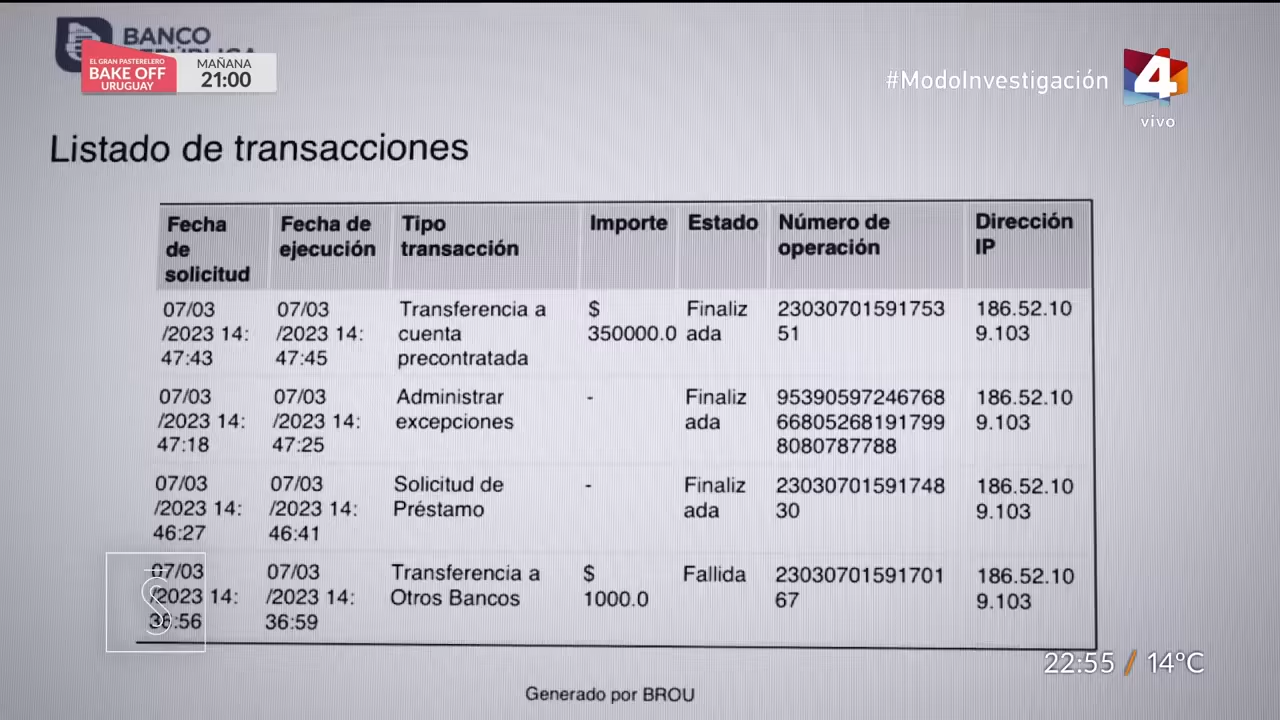 BANCO
REPÚBLICA
EL GRAN PASTERELERO
BAKE OFF
URUGUAY
MAÑANA
21:00
#ModoInvestigación
4
vivo
Listado de transacciones
Fecha de solicitud Fecha de ejecución Tipo transacción Importe Estado Número de operación Dirección IP
07/03 07/03 Transferencia a $ Finaliz 23030701591753 186.52.10
/2023 14: /2023 14: cuenta 350000.0 ada 51 9.103
47:43 47:45 precontratada
07/03 07/03 Administrar - Finaliz 95390597246768 186.52.10
/2023 14: /2023 14: excepciones ada 66805268191799 9.103
47:18 47:25 8080787788
07/03 07/03 Solicitud de - Finaliz 23030701591748 186.52.10
/2023 14: /2023 14: Préstamo ada 30 9.103
46:27 46:41
07/03 07/03 Transferencia a $ Fallida 23030701591701 186.52.10
/2023 14: /2023 14: Otros Bancos 1000.0 67 9.103
36:56 36:59
S
22:55 / 14°C
Generado por BROU